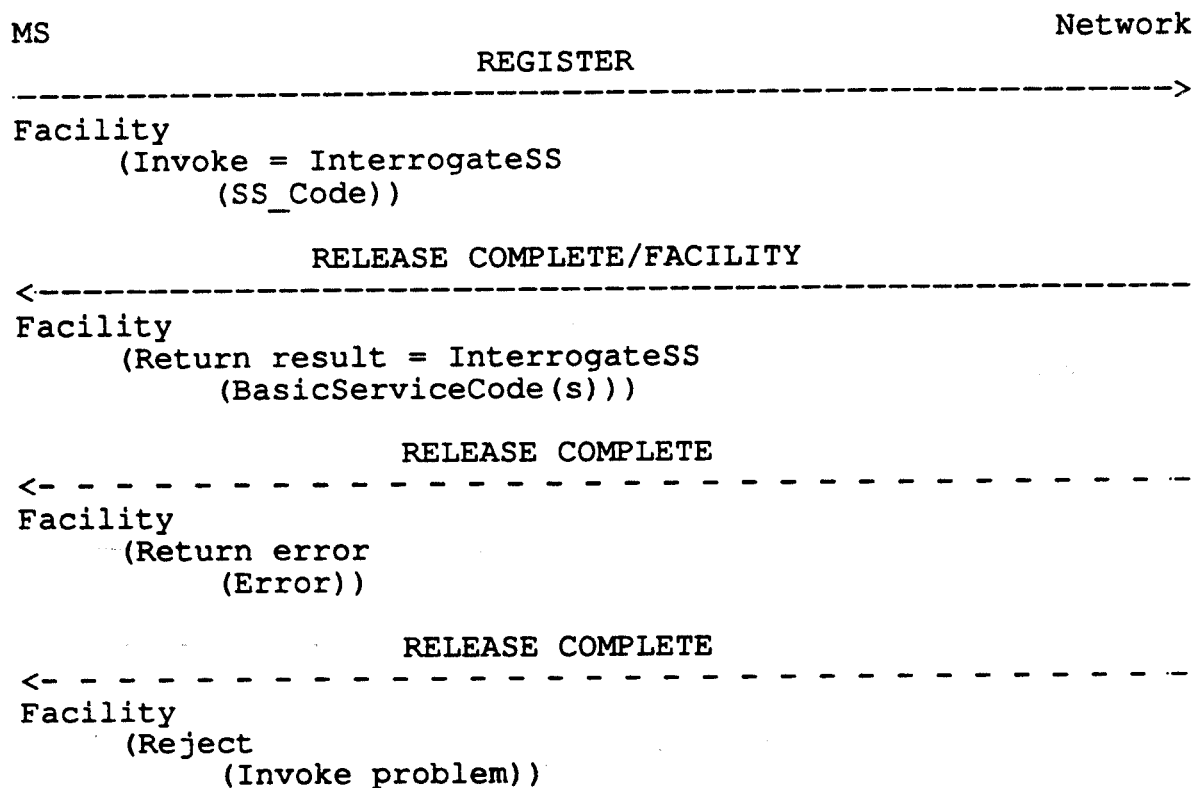 MS Network
REGISTER
------------------------------------------------------------>
Facility
(Invoke = InterrogateSS
(SS_Code))
RELEASE COMPLETE/FACILITY
<------------------------------------------------------------
Facility
(Return result = InterrogateSS
(BasicServiceCode(s)))
RELEASE COMPLETE
<- - - - - - - - - - - - - - - - - - - - - - - - - - - - - -
Facility
(Return error
(Error))
RELEASE COMPLETE
<- - - - - - - - - - - - - - - - - - - - - - - - - - - - - -
Facility
(Reject
(Invoke problem))